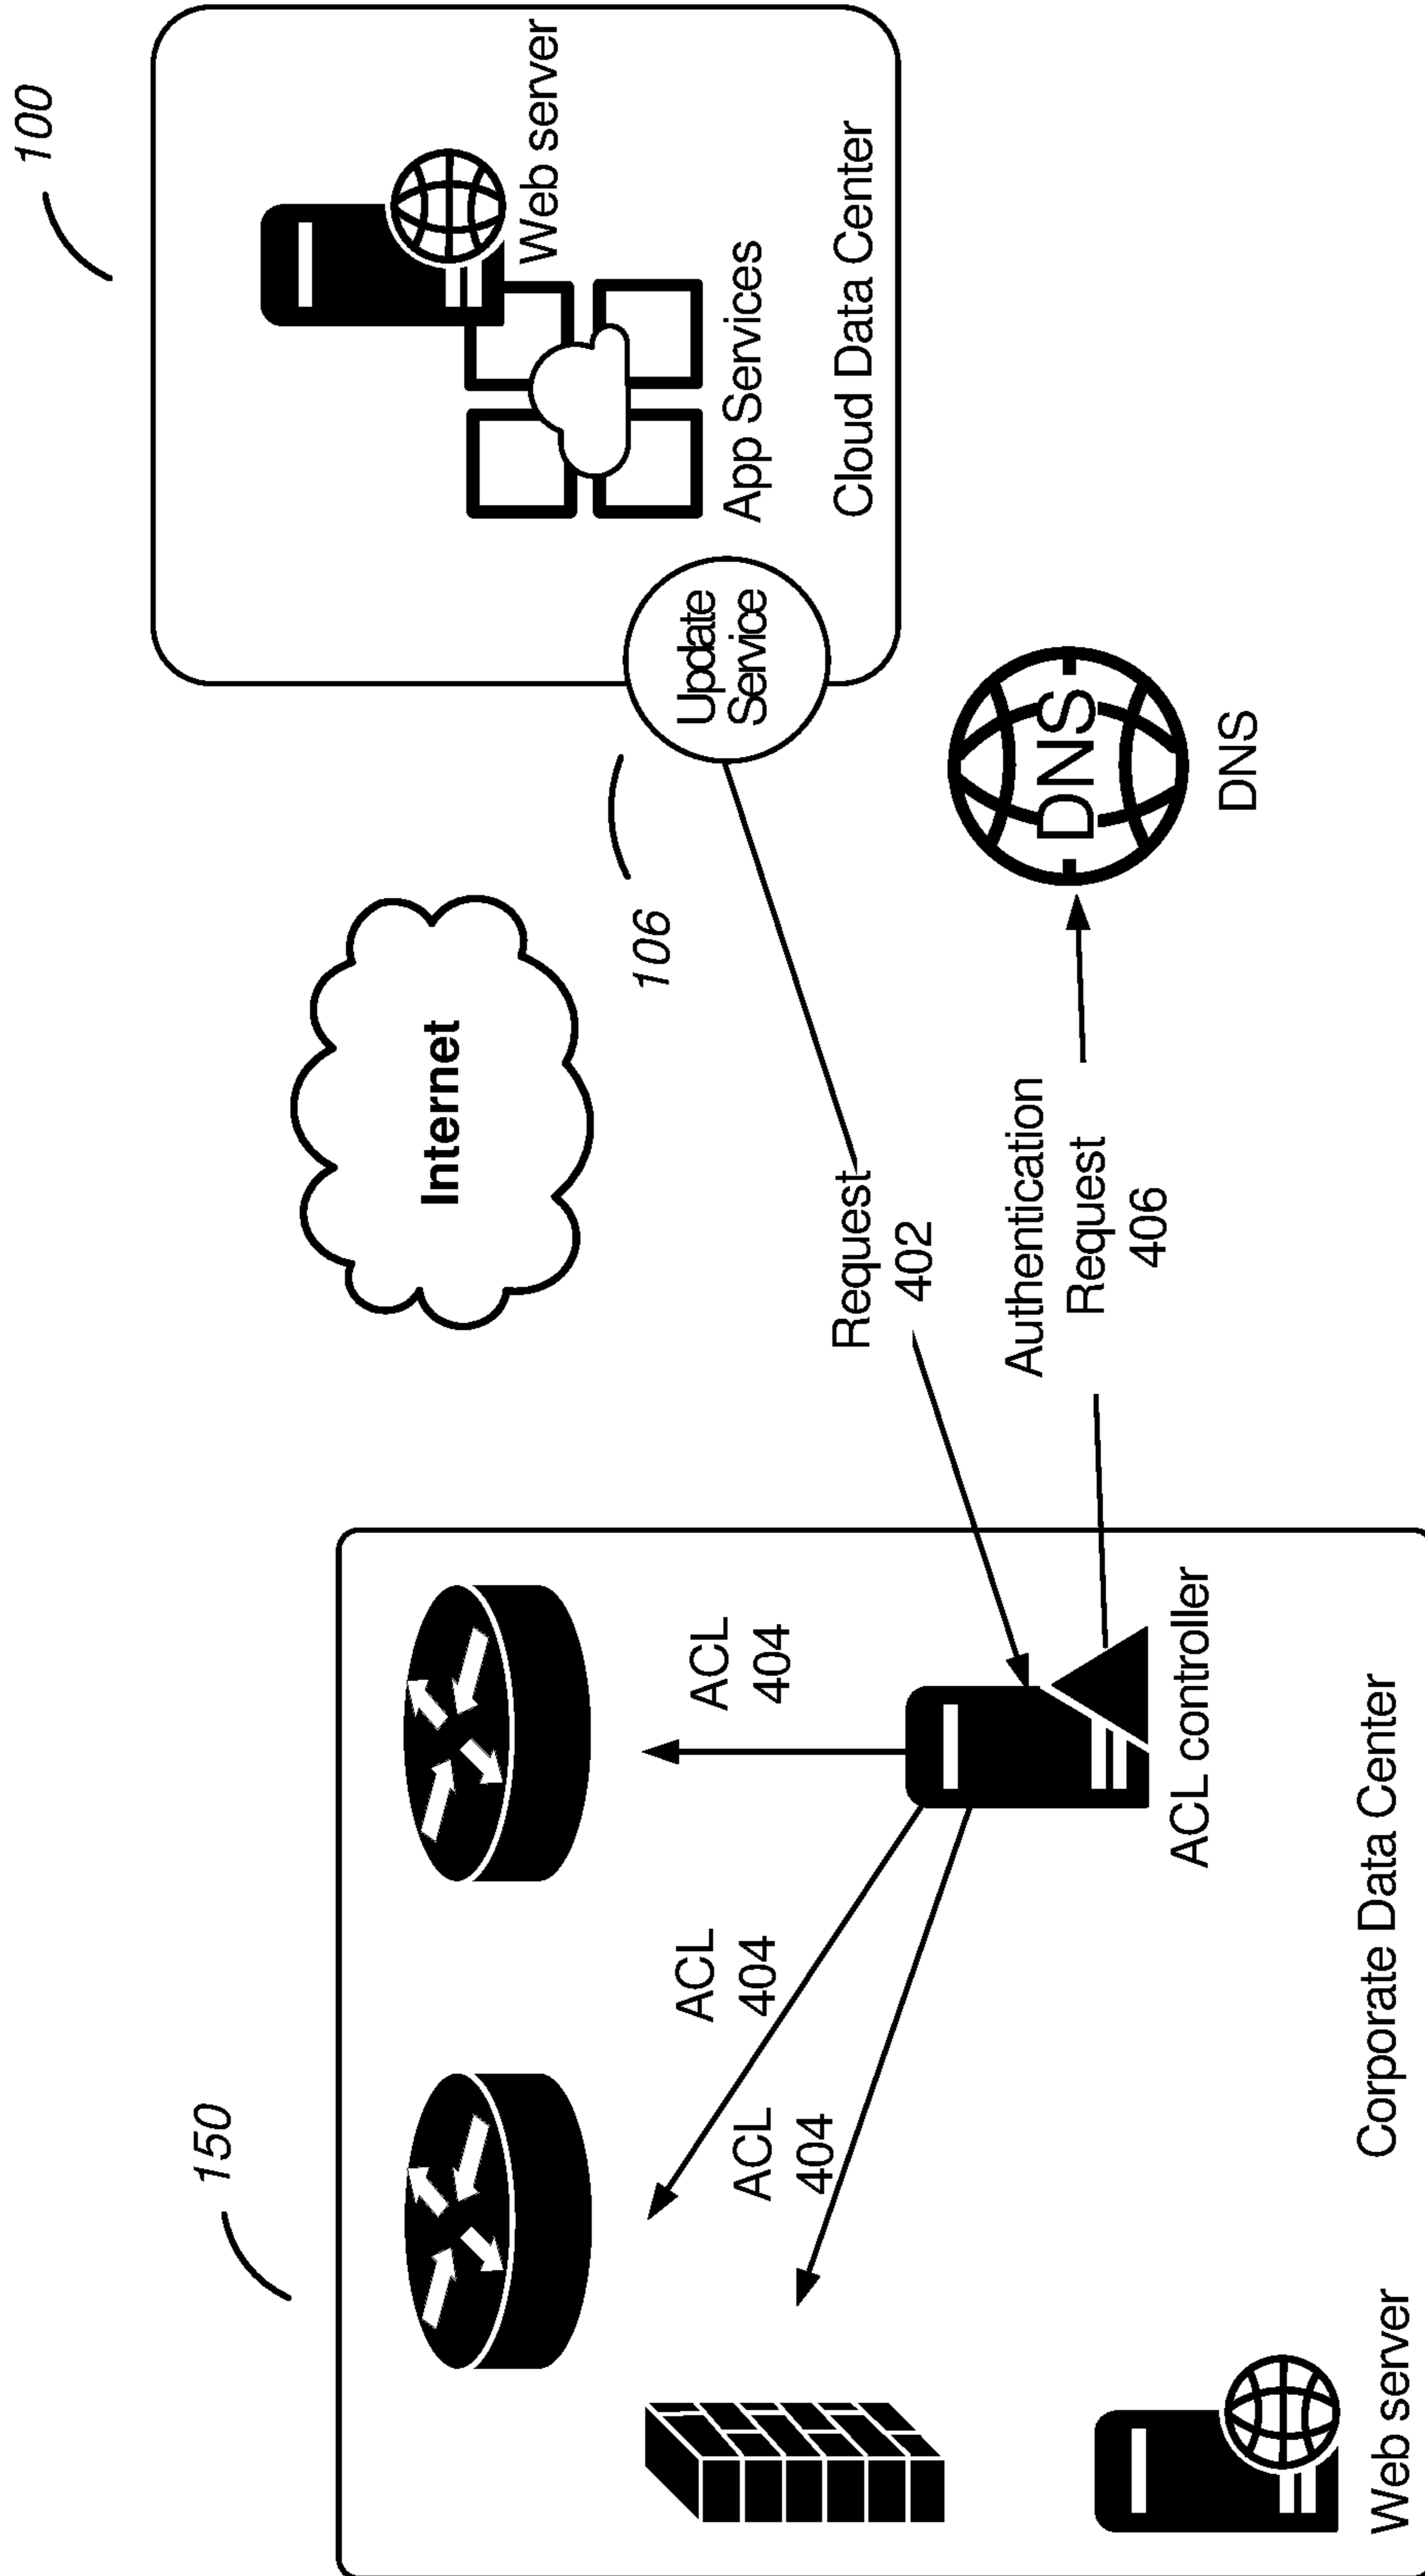 100
Web server
App Services
Cloud Data Center
Update
Service
106
Internet
DNS
DNS
Request
402
Authentication
Request
406
150
ACL
404
ACL
404
ACL
404
ACL controller
Corporate Data Center
Web server